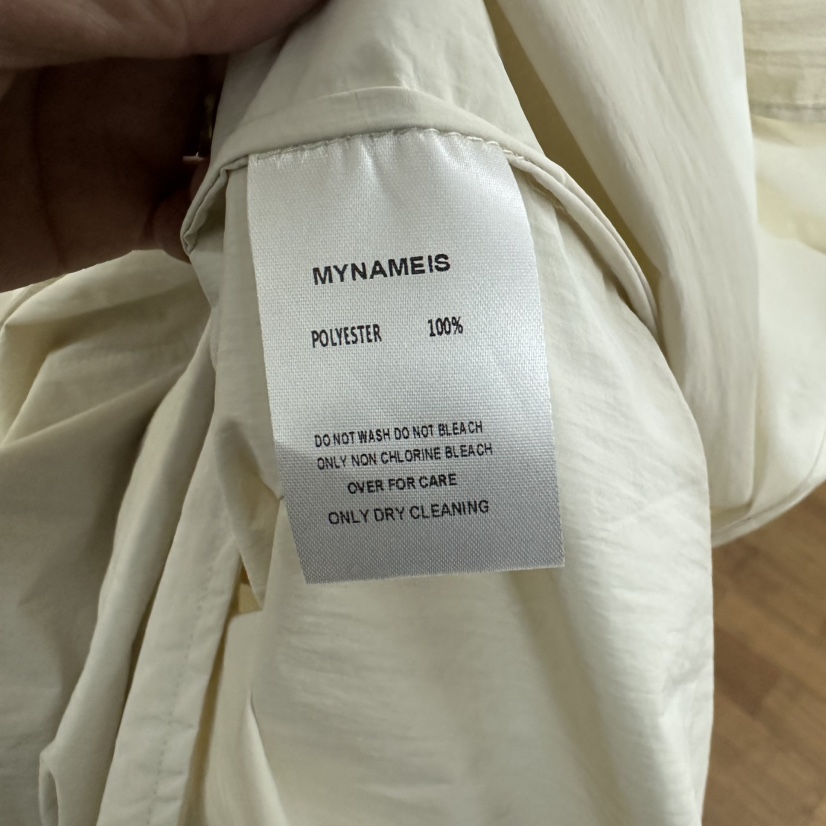 MYNAMEIS
POLYESTER 100%
DO NOT WASH DO NOT BLEACH
ONLY NON CHLORINE BLEACH
OVER FOR CARE
ONLY DRY CLEANING